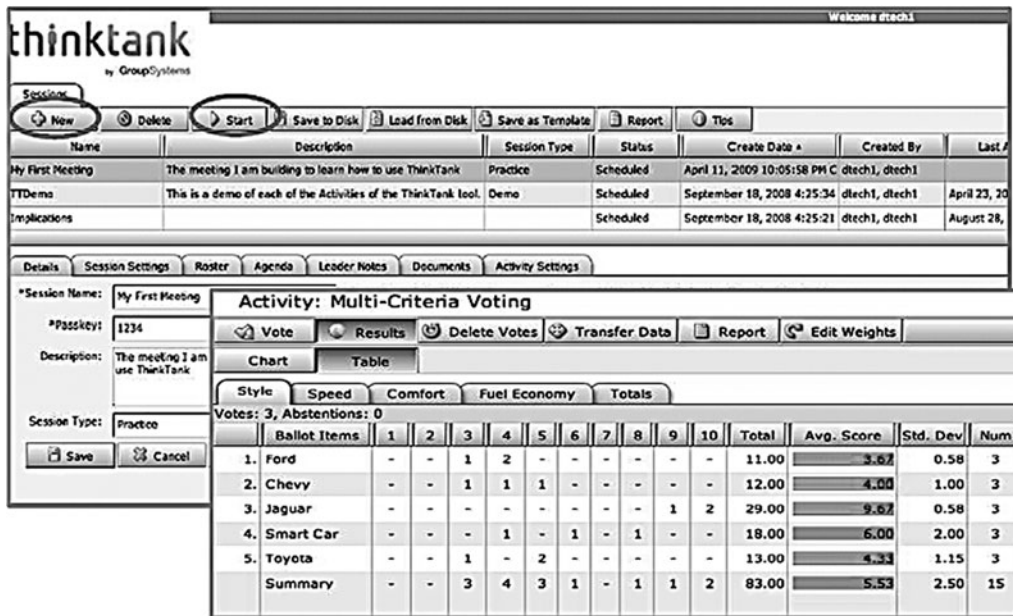 Welcome dtech1
thinktank
by GroupSystems
Sessions
New Delete Start Save to Disk Load from Disk Save as Template Report Tips
Name Description Session Type Status Create Date Created By Last
My First Meeting The meeting I am building to learn how to use ThinkTank Practice Scheduled April 11, 2009 10:05:58 PM C dtech1, dtech1
TTDemo This is a demo of each of the Activities of the ThinkTank tool. Demo Scheduled September 18, 2008 4:25:34 dtech1, dtech1 April 23, 20
Implications Scheduled September 18, 2008 4:25:21 dtech1, dtech1 August 28,
Details Session Settings Roster Agenda Leader Notes Documents Activity Settings
*Session Name: My First Meeting
*Passkey: 1234
Description: The meeting I am
use ThinkTank
Session Type: Practice
Save Cancel
Activity: Multi-Criteria Voting
Vote Results Delete Votes Transfer Data Report Edit Weights
Chart Table
Style Speed Comfort Fuel Economy Totals
Votes: 3, Abstentions: 0
Ballot Items 1 2 3 4 5 6 7 8 9 10 Total Avg. Score Std. Dev Num
1. Ford - - 1 2 - - - - - - 11.00 3.67 0.58 3
2. Chevy - - 1 1 1 - - - - - 12.00 4.00 1.00 3
3. Jaguar - - - - - - - - 1 2 29.00 9.67 0.58 3
4. Smart Car - - - 1 - 1 - 1 - - 18.00 6.00 2.00 3
5. Toyota - - 1 - 2 - - - - - 13.00 4.33 1.15 3
Summary - - 3 4 3 1 - 1 1 2 83.00 5.53 2.50 15